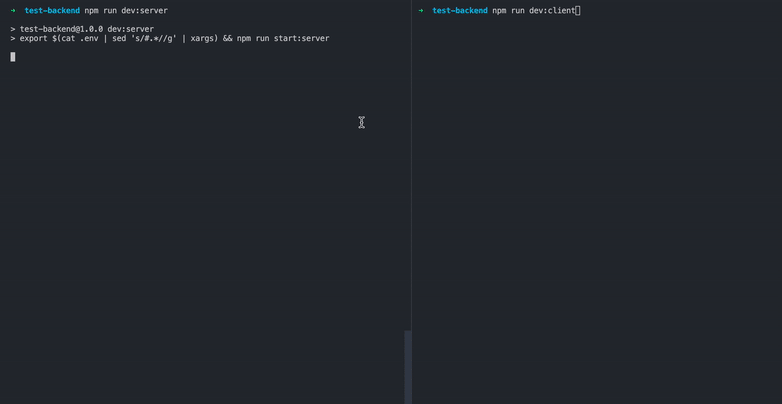 ➜ test-backend npm run dev:server
> test-backend@1.0.0 dev:server
> export $(cat .env | sed 's/#.*//g' | xargs) && npm run start:server
➜ test-backend npm run dev:client